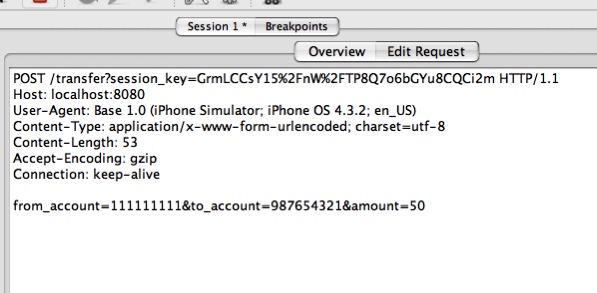 Session 1 * Breakpoints
Overview Edit Request
POST /transfer?session_key=GrmLCCsY15%2FnW%2FTP8Q7o6bGYu8CQCi2m HTTP/1.1
Host: localhost:8080
User-Agent: Base 1.0 (iPhone Simulator; iPhone OS 4.3.2; en_US)
Content-Type: application/x-www-form-urlencoded; charset=utf-8
Content-Length: 53
Accept-Encoding: gzip
Connection: keep-alive
from_account=111111111&to_account=987654321&amount=50